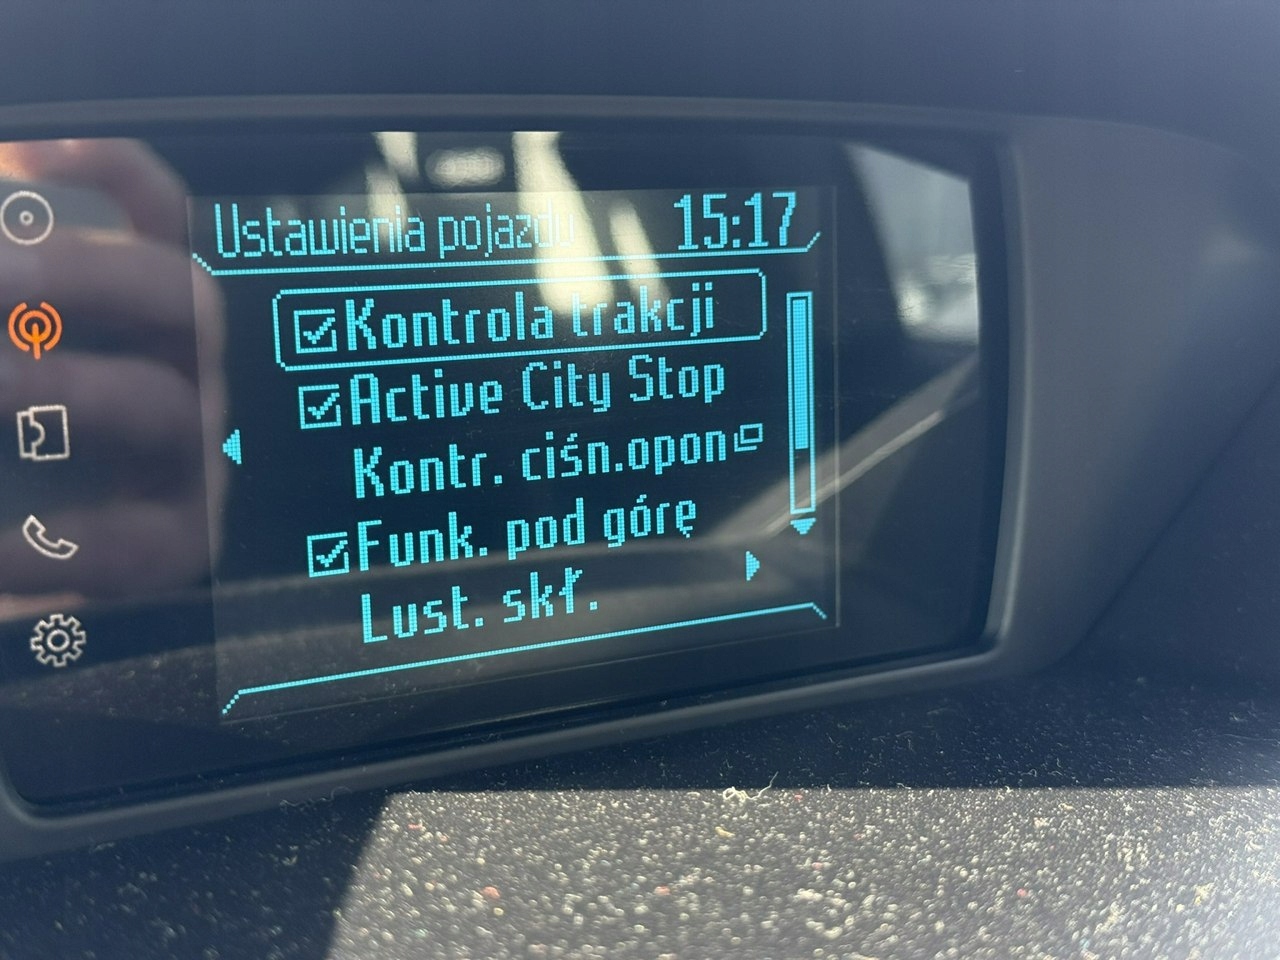 Ustawienia pojazdu 15:17
Kontrola trakcji
Active City Stop
Kontr. ciśn.opon
Funk. pod górę
Lust. skł.